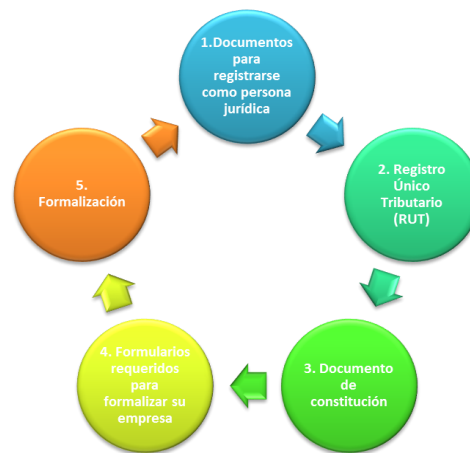 1.Documentos
para
registrarse
como persona
jurídica
2. Registro
Único
Tributario
(RUT)
3. Documento
de
constitución
4. Formularios
requeridos
para
formalizar su
empresa
5.
Formalización